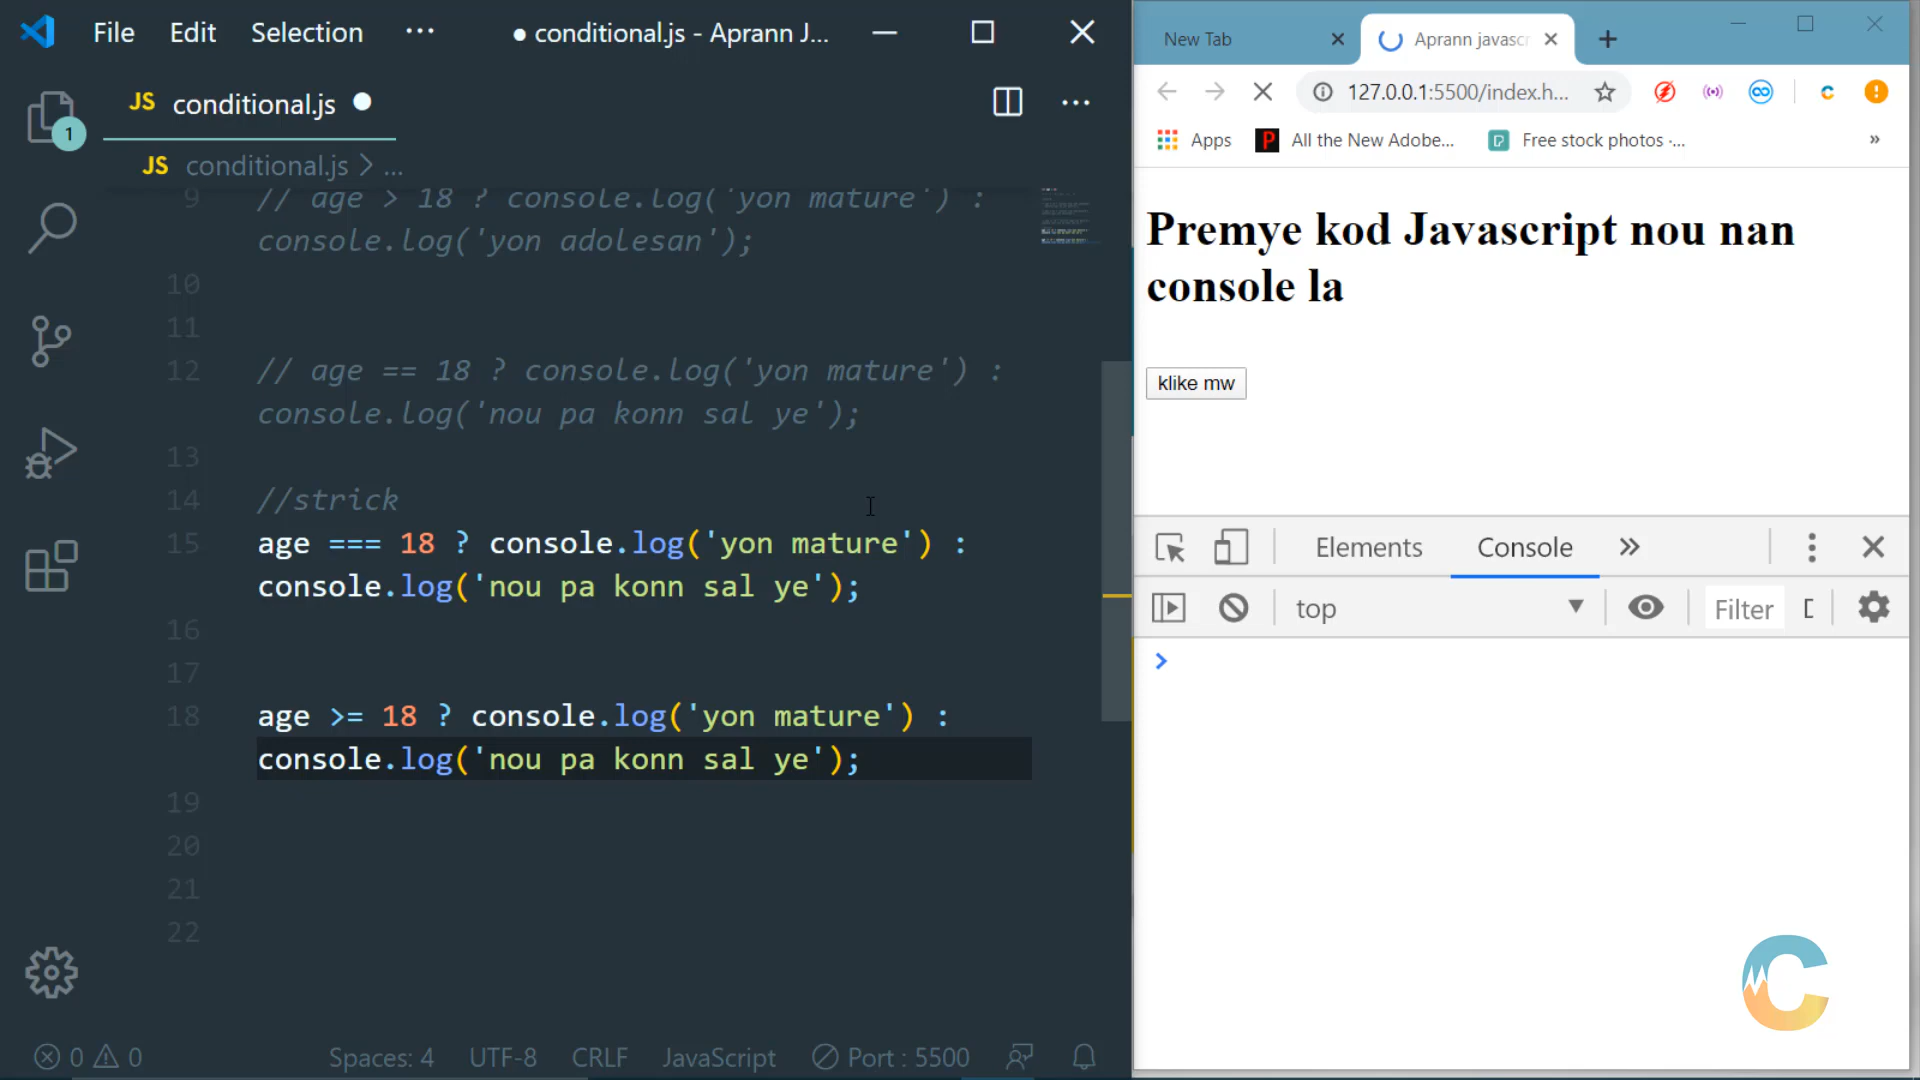 File Edit Selection ··· ● conditional.js - Aprann J...
JS conditional.js ●
1
JS conditional.js > ...
9 // age > 18 ? console.log('yon mature') :
console.log('yon adolesan');
10
11
12 // age == 18 ? console.log('yon mature') :
console.log('nou pa konn sal ye');
13
14 //strick
15 age === 18 ? console.log('yon mature') :
console.log('nou pa konn sal ye');
16
17
18 age >= 18 ? console.log('yon mature') :
console.log('nou pa konn sal ye');
19
20
21
22
0 0 Spaces: 4 UTF-8 CRLF JavaScript Port : 5500
New Tab Aprann javascr
127.0.0.1:5500/index.h...
Apps All the New Adobe... Free stock photos ·... »
Premye kod Javascript nou nan
console la
klike mw
Elements Console »
top Filter
>
C